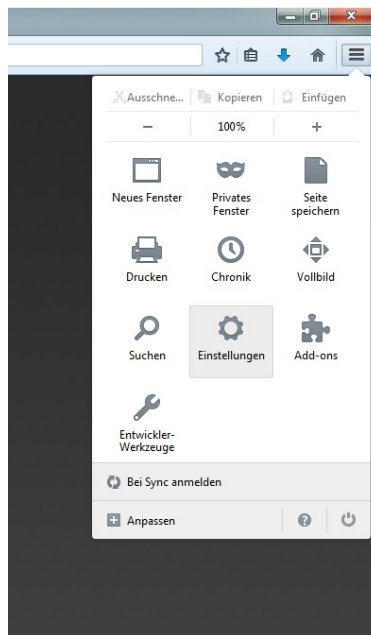 Ausschne... Kopieren Einfügen
− 100% +
Neues Fenster
Privates
Fenster
Seite
speichern
Drucken
Chronik
Vollbild
Suchen
Einstellungen
Add-ons
Entwickler-
Werkzeuge
Bei Sync anmelden
Anpassen